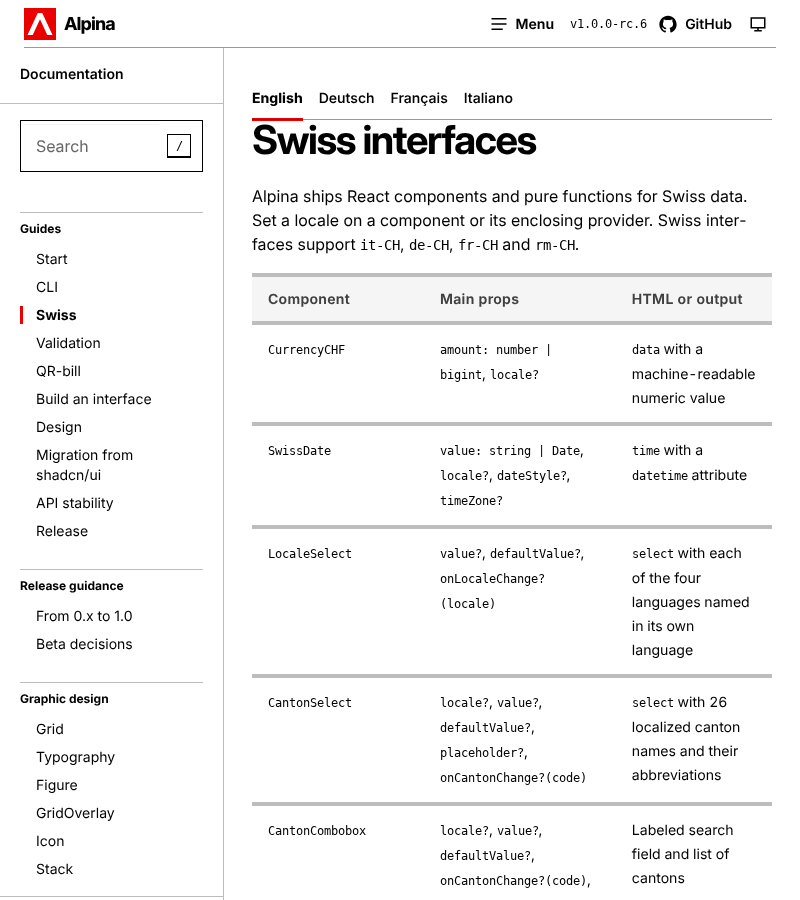 Alpina
Menu
v1.0.0-rc.6
GitHub
Documentation
Search
/
Guides
Start
CLI
Swiss
Validation
QR-bill
Build an interface
Design
Migration from
shadcn/ui
API stability
Release
Release guidance
From 0.x to 1.0
Beta decisions
Graphic design
Grid
Typography
Figure
GridOverlay
Icon
Stack
English Deutsch Français Italiano
Swiss interfaces
Alpina ships React components and pure functions for Swiss data.
Set a locale on a component or its enclosing provider. Swiss inter-
faces support it-CH, de-CH, fr-CH and rm-CH.
Component
Main props
HTML or output
CurrencyCHF
amount: number |
bigint, locale?
data with a
machine-readable
numeric value
SwissDate
value: string | Date,
locale?, dateStyle?,
timeZone?
time with a
datetime attribute
LocaleSelect
value?, defaultValue?,
onLocaleChange?
(locale)
select with each
of the four
languages named
in its own
language
CantonSelect
locale?, value?,
defaultValue?,
placeholder?,
onCantonChange?(code)
select with 26
localized canton
names and their
abbreviations
CantonCombobox
locale?, value?,
defaultValue?,
onCantonChange?(code),
Labeled search
field and list of
cantons